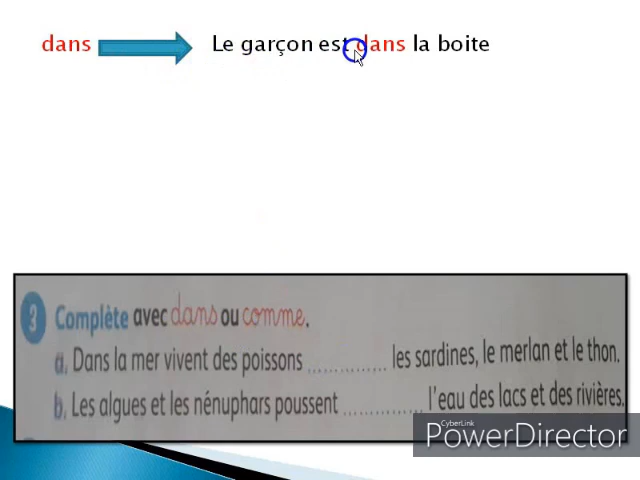 dans Le garçon est dans la boite
3 Complète avec dans ou comme.
a. Dans la mer vivent des poissons ............... les sardines, le merlan et le thon.
b. Les algues et les nénuphars poussent ............... l'eau des lacs et des rivières.
CyberLink
PowerDirector